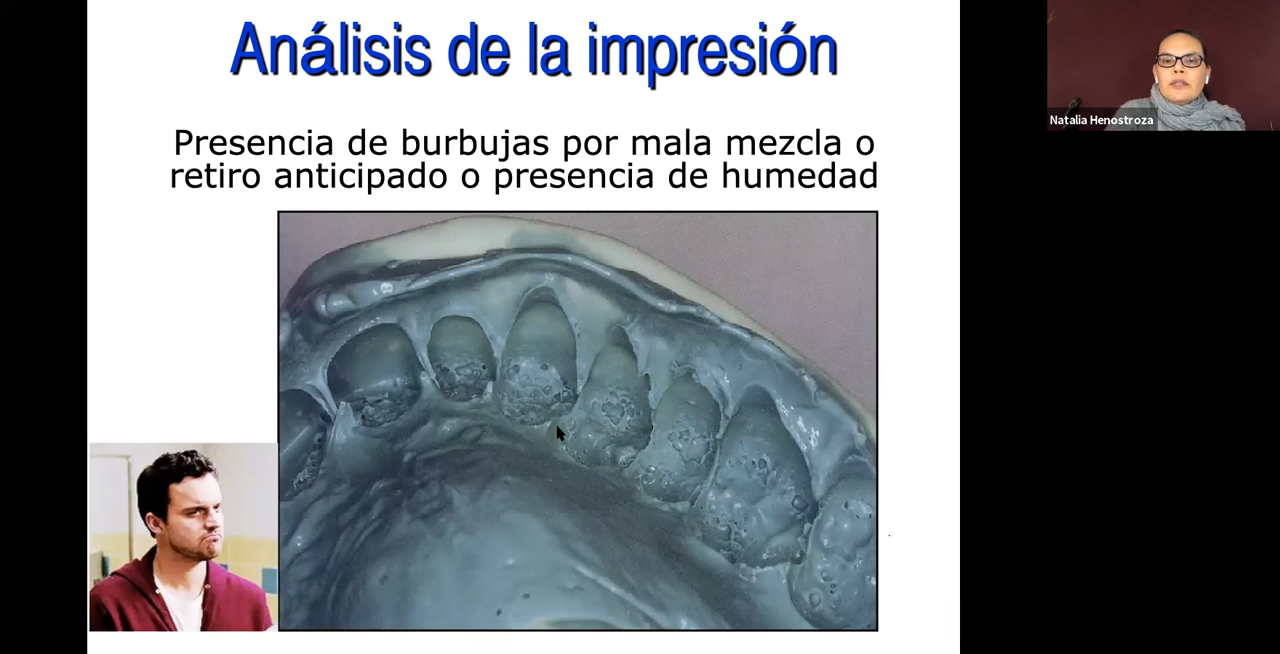 Análisis de la impresión
Presencia de burbujas por mala mezcla o
retiro anticipado o presencia de humedad
Natalia Henostroza